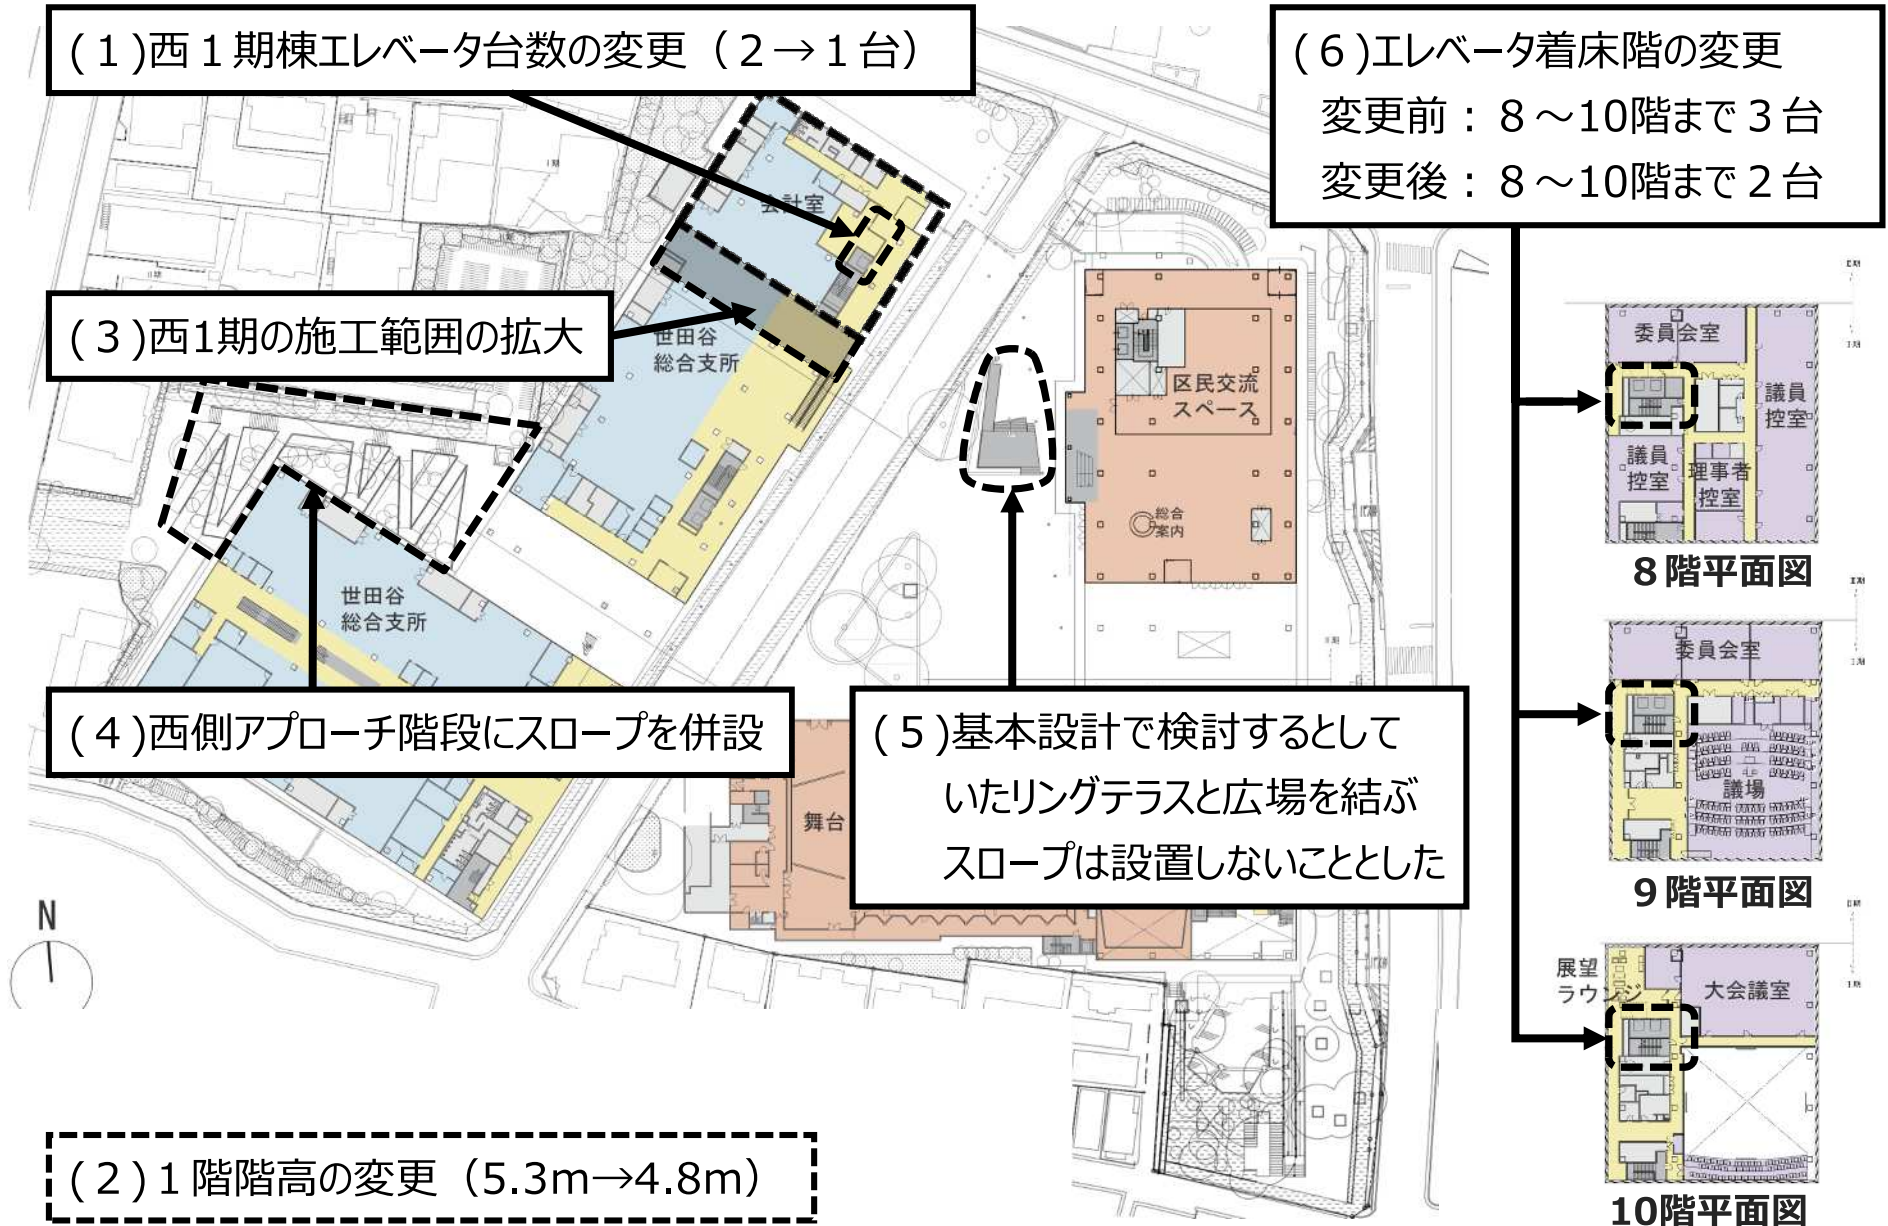 (1)西１期棟エレベータ台数の変更（２→１台）
(6)エレベータ着床階の変更
変更前：８～10階まで３台
変更後：８～10階まで２台
会計室
(3)西1期の施工範囲の拡大
世田谷
総合支所
区民交流
スペース
総合
案内
委員会室
議員
控室
議員
控室
理事者
控室
８階平面図
世田谷
総合支所
(4)西側アプローチ階段にスロープを併設
(5)基本設計で検討するとして
いたリングテラスと広場を結ぶ
スロープは設置しないこととした
舞台
委員会室
議場
９階平面図
N
展望
ラウンジ
大会議室
10階平面図
(2)１階階高の変更（5.3m→4.8m）